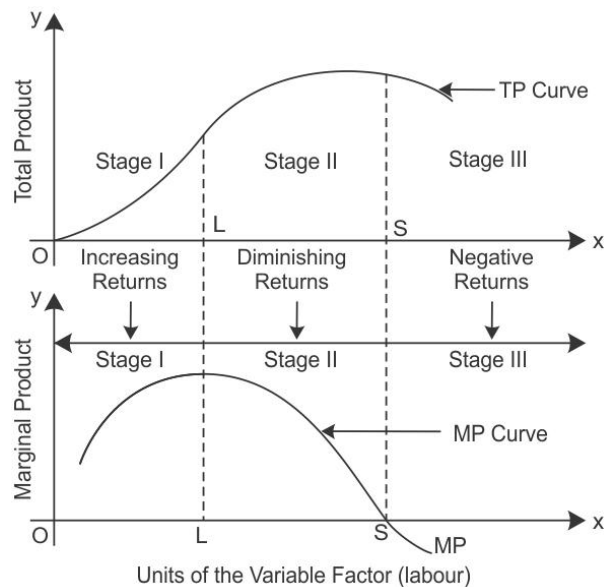 y
Total Product
TP Curve
Stage I
Stage II
Stage III
L
S
x
O
Increasing
Returns
Diminishing
Returns
Negative
Returns
y
Marginal Product
Stage I
Stage II
Stage III
MP Curve
x
O
L
S
MP
Units of the Variable Factor (labour)